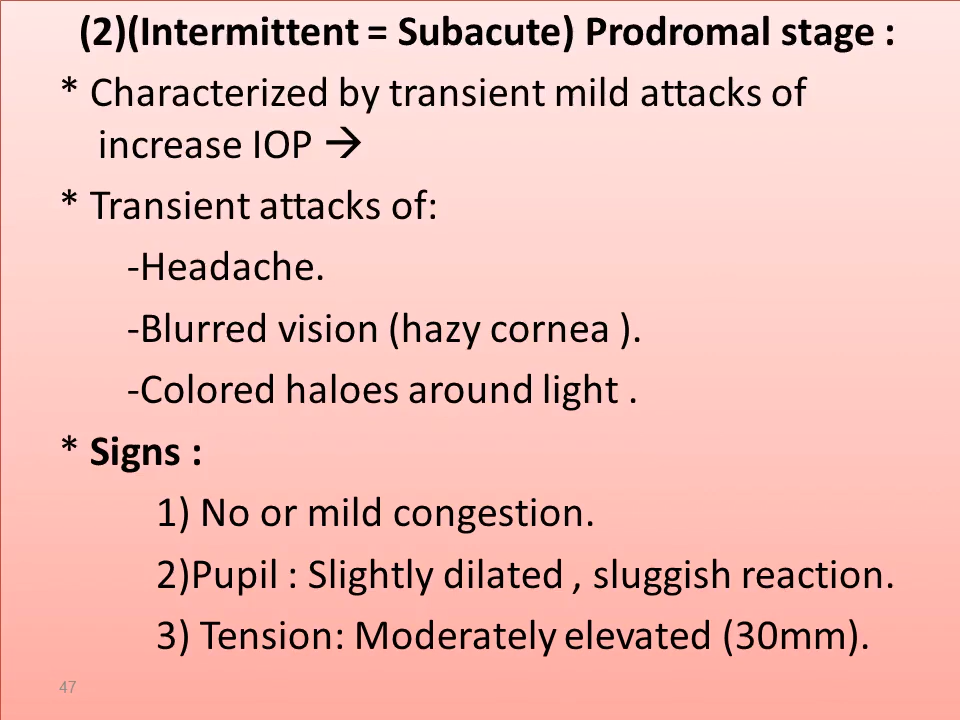 (2)(Intermittent = Subacute) Prodromal stage :
* Characterized by transient mild attacks of
increase IOP →
* Transient attacks of:
-Headache.
-Blurred vision (hazy cornea ).
-Colored haloes around light .
* Signs :
1) No or mild congestion.
2)Pupil : Slightly dilated , sluggish reaction.
3) Tension: Moderately elevated (30mm).
47